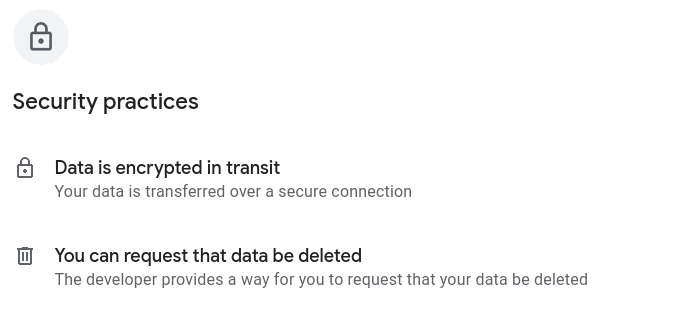 Security practices
Data is encrypted in transit
Your data is transferred over a secure connection
You can request that data be deleted
The developer provides a way for you to request that your data be deleted